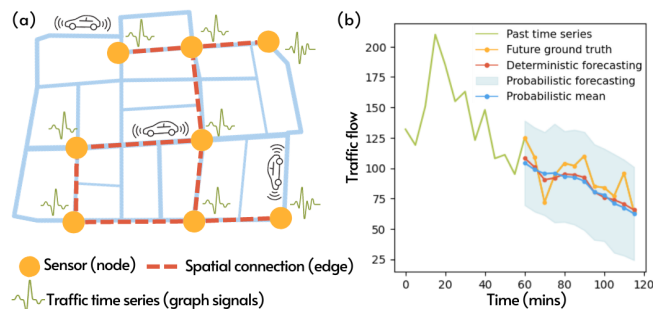 (a)
Sensor (node)
Spatial connection (edge)
Traffic time series (graph signals)
(b)
Past time series
Future ground truth
Deterministic forecasting
Probabilistic forecasting
Probabilistic mean
Traffic flow
200
175
150
125
100
75
50
25
0
20
40
60
80
100
120
Time (mins)